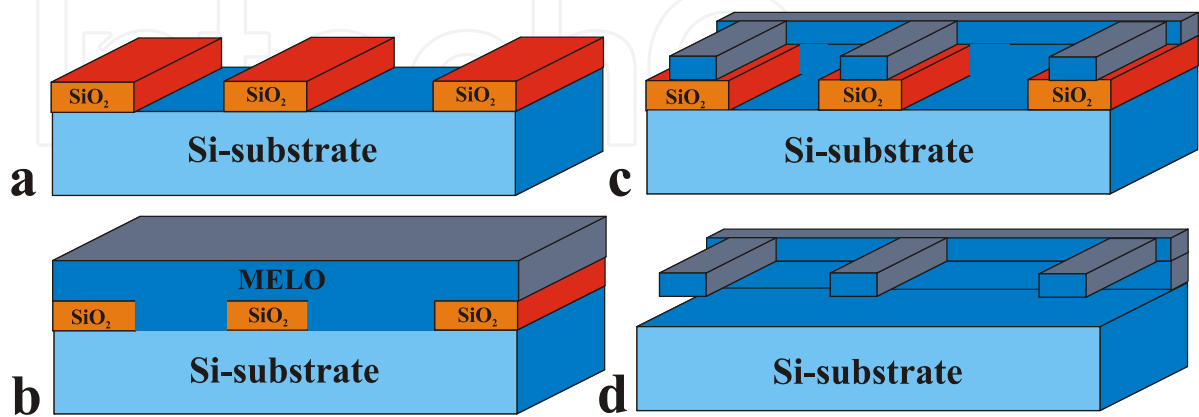 SiO₂ SiO₂ SiO₂
Si-substrate
a
MELO
SiO₂ SiO₂ SiO₂
Si-substrate
b
SiO₂ SiO₂ SiO₂
Si-substrate
c
Si-substrate
d